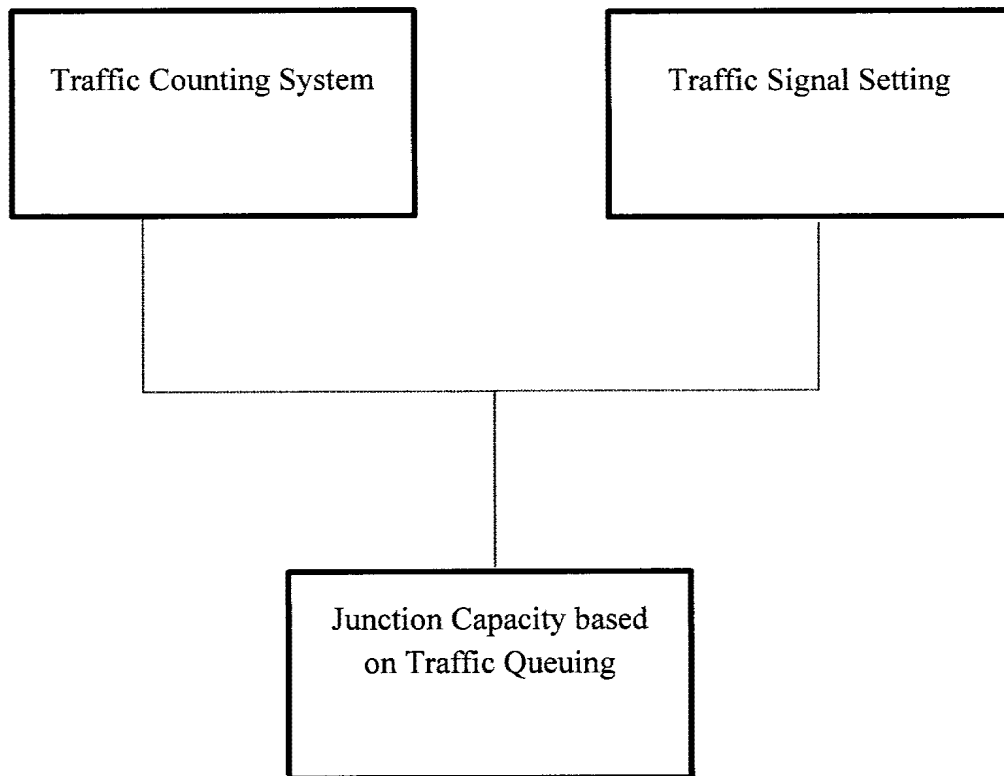 Traffic Counting System
Traffic Signal Setting
Junction Capacity based
on Traffic Queuing